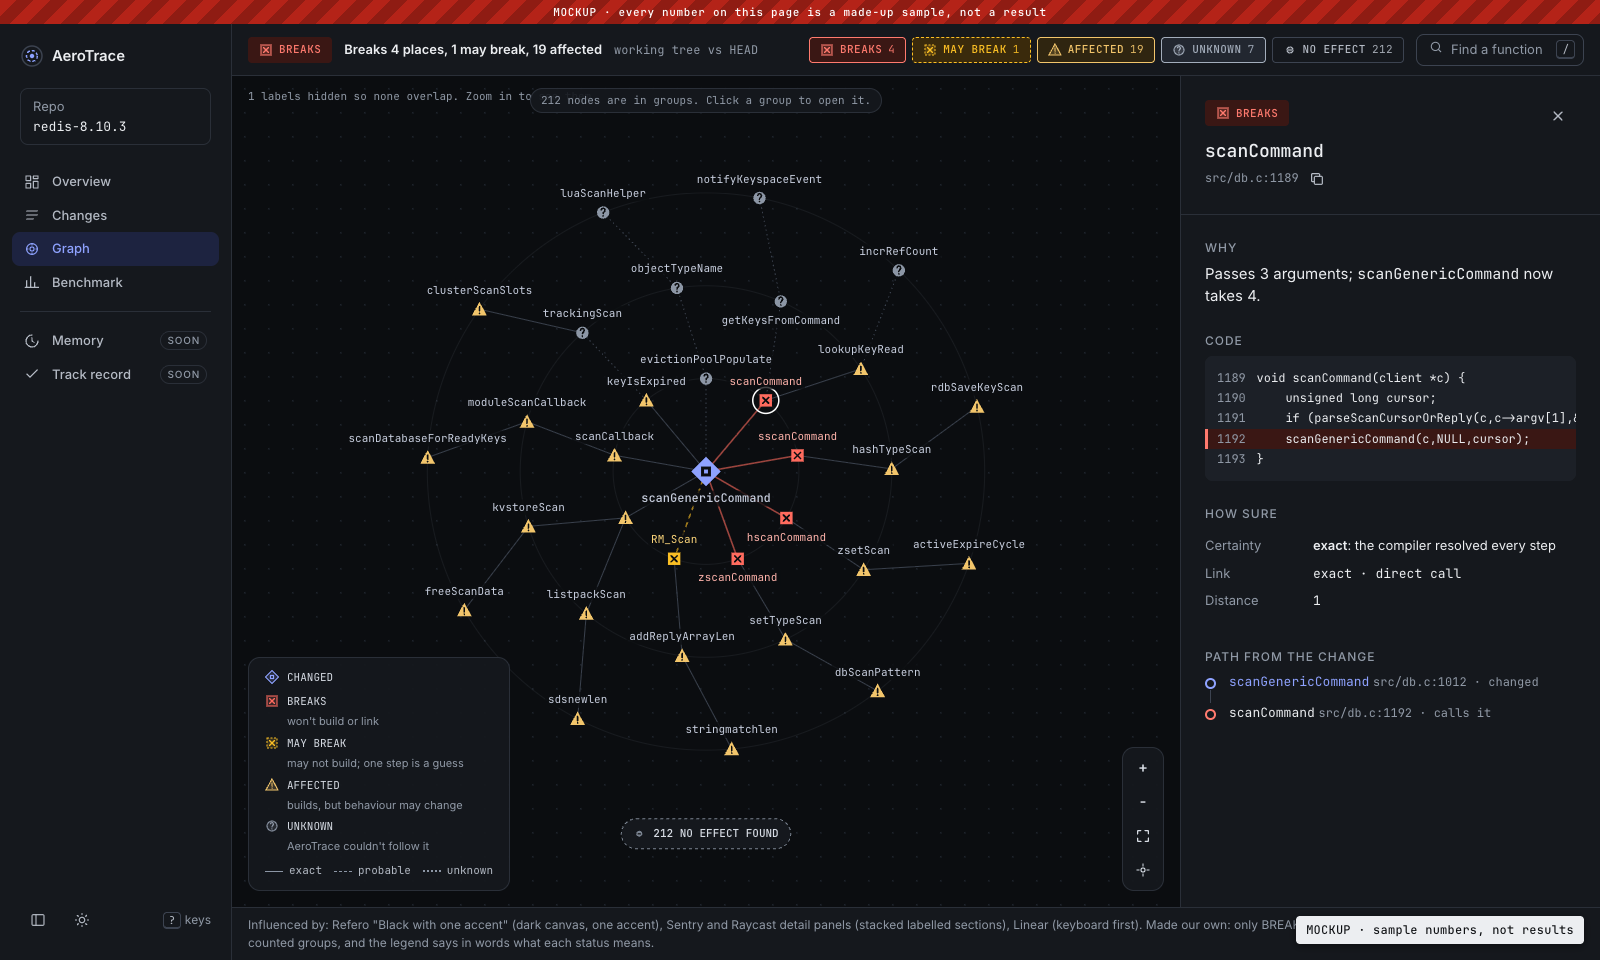 MOCKUP · every number on this page is a made-up sample, not a result
AeroTrace
Repo
redis-8.10.3
Overview
Changes
Graph
Benchmark
Memory SOON
Track record SOON
? keys
BREAKS Breaks 4 places, 1 may break, 19 affected working tree vs HEAD
BREAKS 4 MAY BREAK 1 AFFECTED 19 UNKNOWN 7 NO EFFECT 212 Find a function /
1 labels hidden so none overlap. Zoom in to
212 nodes are in groups. Click a group to open it.
notifyKeyspaceEvent
luaScanHelper
incrRefCount
objectTypeName
clusterScanSlots
trackingScan
getKeysFromCommand
lookupKeyRead
evictionPoolPopulate
keyIsExpired
scanCommand
rdbSaveKeyScan
moduleScanCallback
scanDatabaseForReadyKeys
scanCallback
sscanCommand
hashTypeScan
scanGenericCommand
kvstoreScan
RM_Scan
hscanCommand
zsetScan
activeExpireCycle
zscanCommand
freeScanData
listpackScan
setTypeScan
addReplyArrayLen
dbScanPattern
sdsnewlen
stringmatchlen
CHANGED
BREAKS
won't build or link
MAY BREAK
may not build; one step is a guess
AFFECTED
builds, but behaviour may change
UNKNOWN
AeroTrace couldn't follow it
exact probable unknown
212 NO EFFECT FOUND
+
-
BREAKS
scanCommand
src/db.c:1189
WHY
Passes 3 arguments; scanGenericCommand now
takes 4.
CODE
1189 void scanCommand(client *c) {
1190 unsigned long cursor;
1191 if (parseScanCursorOrReply(c,c->argv[1],&
1192 scanGenericCommand(c,NULL,cursor);
1193 }
HOW SURE
Certainty exact: the compiler resolved every step
Link exact · direct call
Distance 1
PATH FROM THE CHANGE
scanGenericCommand src/db.c:1012 · changed
scanCommand src/db.c:1192 · calls it
Influenced by: Refero "Black with one accent" (dark canvas, one accent), Sentry and Raycast detail panels (stacked labelled sections), Linear (keyboard first). Made our own: only BREAK
counted groups, and the legend says in words what each status means.
MOCKUP · sample numbers, not results